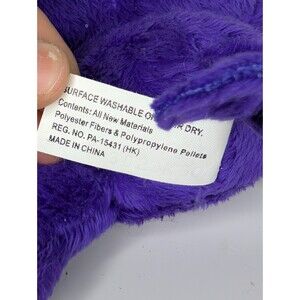 SURFACE WASHABLE DRY.
Contents: All New Materials
Polyester Fibers & Polypropylene Pellets
REG. NO. PA-15431 (HK)
MADE IN CHINA